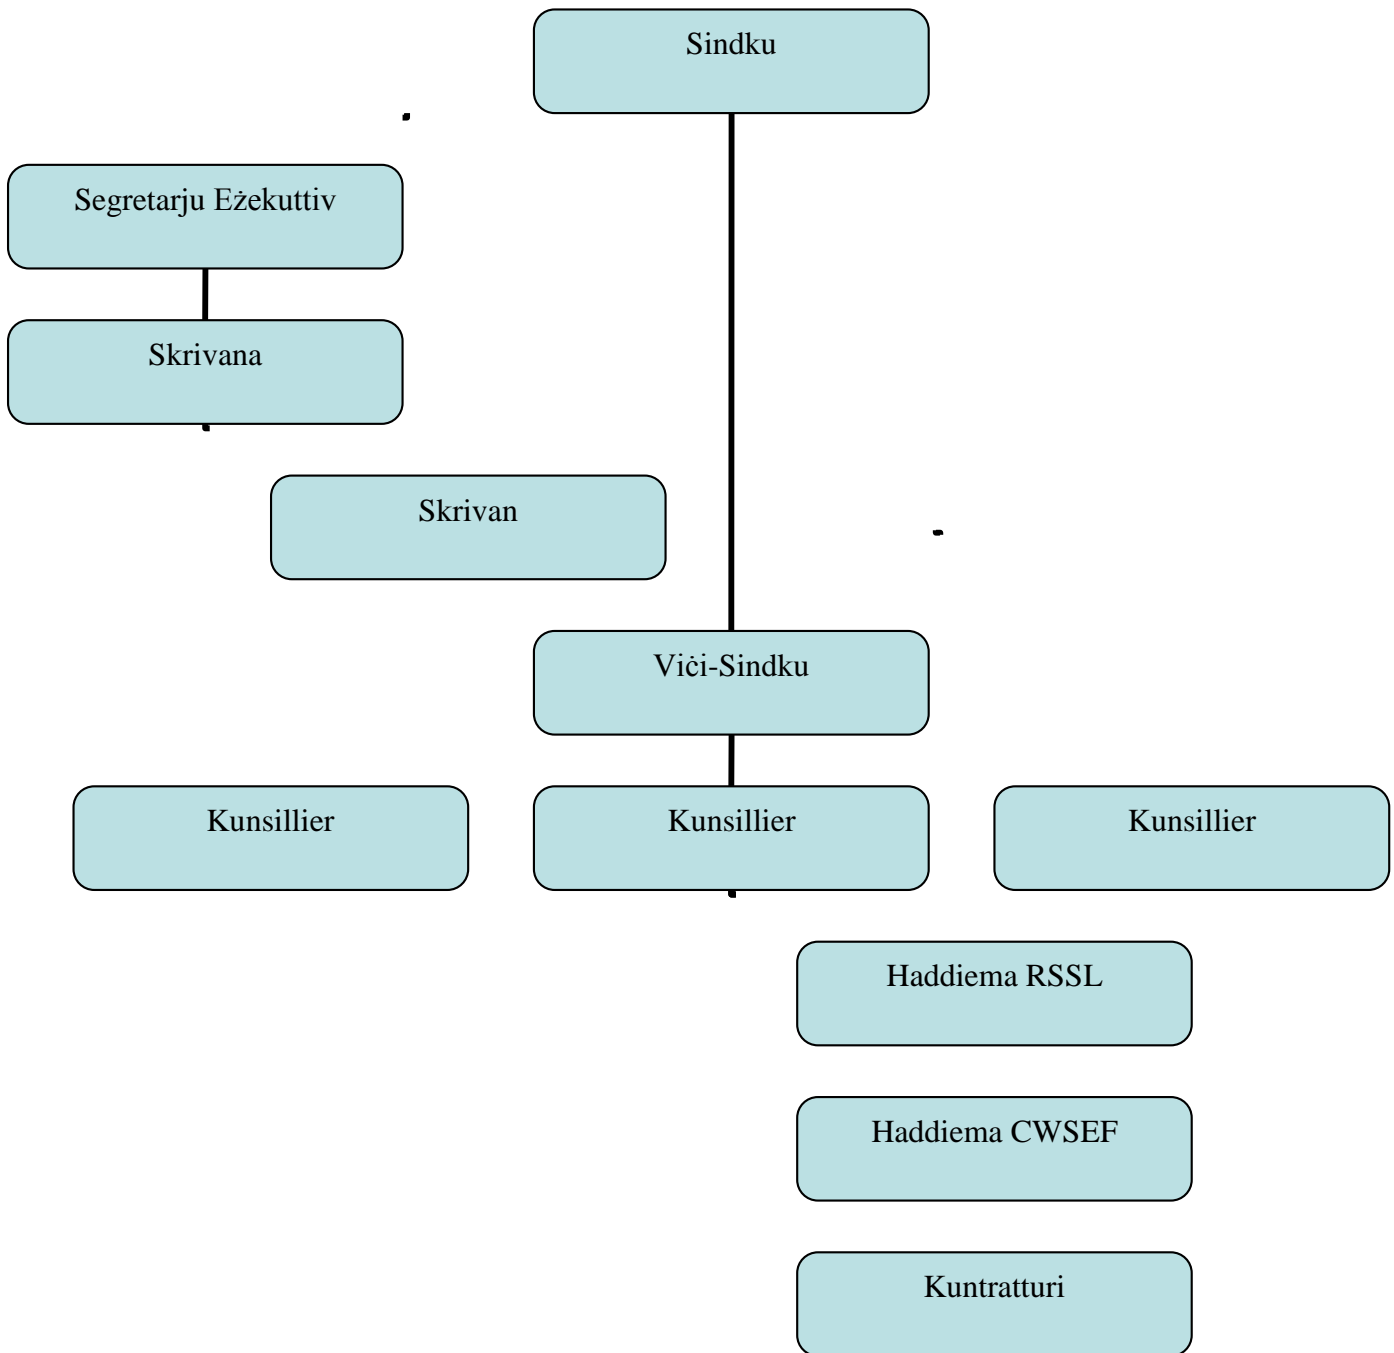 Sindku
Segretarju Eżekuttiv
Skrivana
Skrivan
Viċi-Sindku
Kunsillier
Kunsillier
Kunsillier
Haddiema RSSL
Haddiema CWSEF
Kuntratturi